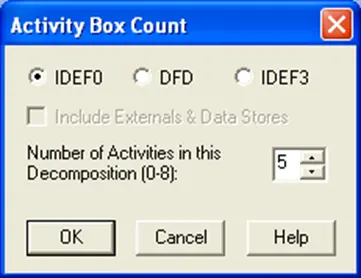 Activity Box Count
IDEF0 DFD IDEF3
Include Externals & Data Stores
Number of Activities in this
Decomposition (0-8):
5
OK Cancel Help